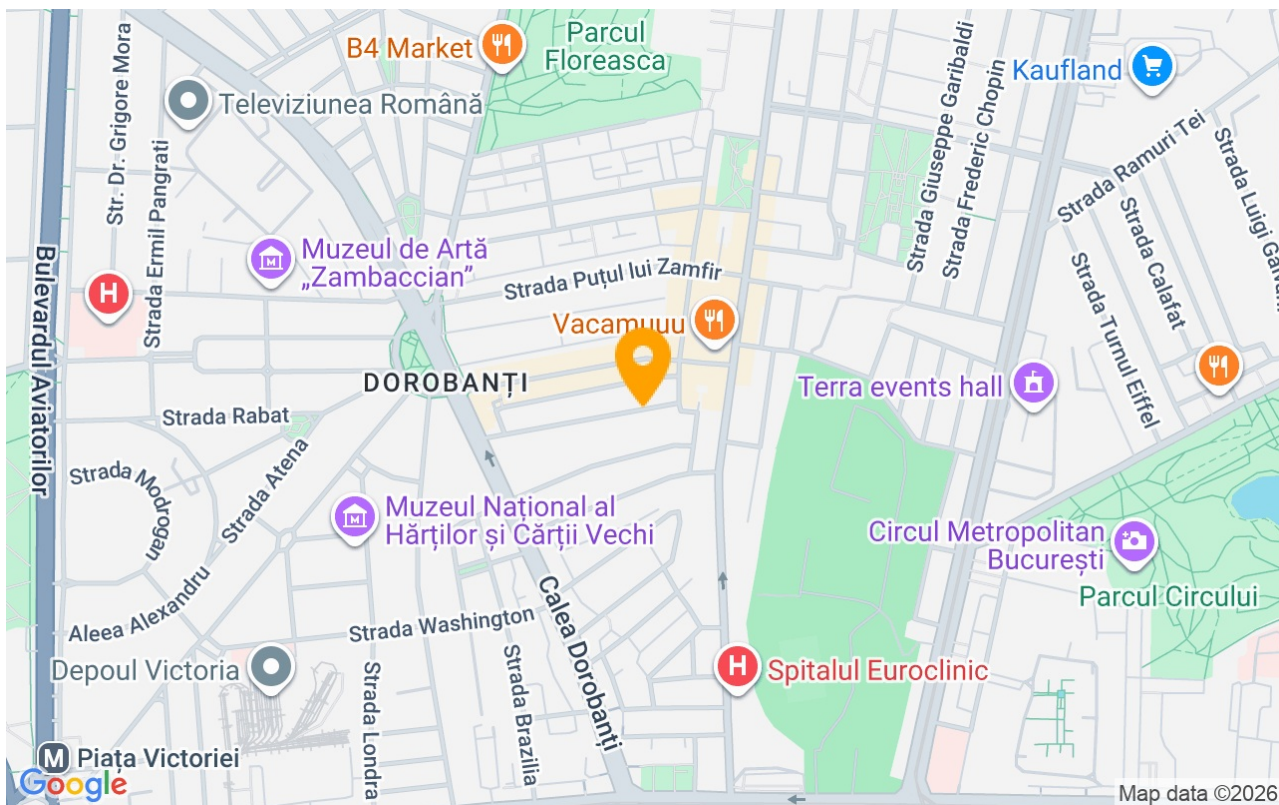 B4 Market
Parcul
Floreasca
Kaufland
Televiziunea Română
Str. Dr. Grigore Mora
Strada Ermil Pangrati
Strada Giuseppe Garibaldi
Strada Frederic Chopin
Strada Ramuri Tei
Strada Calafat
Strada Turnul Eiffel
Bulevardul Aviatorilor
H
Muzeul de Artă
„Zambaccian”
Strada Puțul lui Zamfir
Vacamuuu
DOROBANȚI
Terra events hall
Strada Rabat
Strada Atena
Strada Modrogan
Muzeul Național al
Hărților și Cărții Vechi
Circul Metropolitan
București
Parcul Circului
Aleea Alexandru
Strada Washington
Calea Dorobanți
Depoul Victoria
Strada Londra
Strada Brazilia
H
Spitalul Euroclinic
M
Piața Victoriei
Google
Map data ©2026